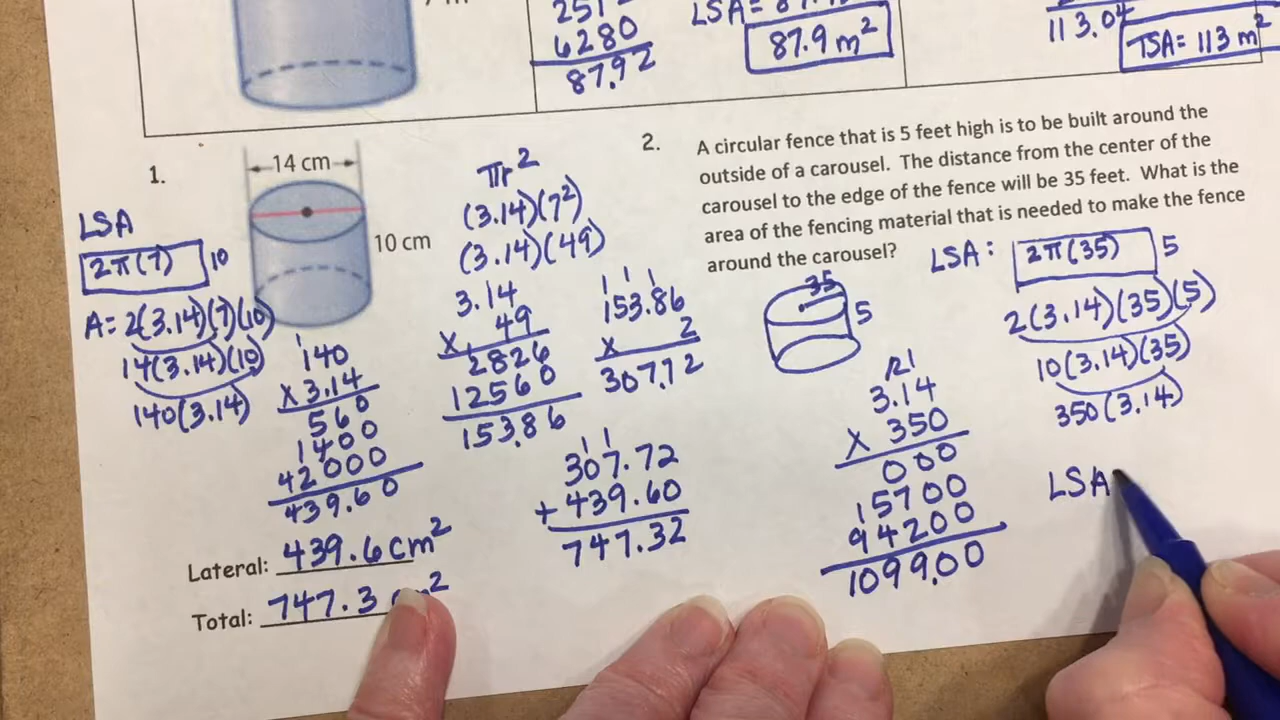 6280
87.92
87.9 m²
113.04
TSA= 113 m²
1.
14 cm
10 cm
LSA
2π(7) 10
A= 2(3.14)(7)(10)
14(3.14)(10)
140(3.14)
1
140
x 3.14
560
1400
42000
439.60
πr²
(3.14)(7²)
(3.14)(49)
3.14
x 49
2826
12560
153.86
1 1 1
153.86
x 2
307.72
1 1
307.72
+ 439.60
747.32
Lateral: 439.6 cm²
Total: 747.3
2.
A circular fence that is 5 feet high is to be built around the
outside of a carousel. The distance from the center of the
carousel to the edge of the fence will be 35 feet. What is the
area of the fencing material that is needed to make the fence
around the carousel?
LSA: 2π(35) 5
35
5
2(3.14)(35)(5)
10(3.14)(35)
350(3.14)
3.14
x 350
000
15700
94200
1099.00
LSA